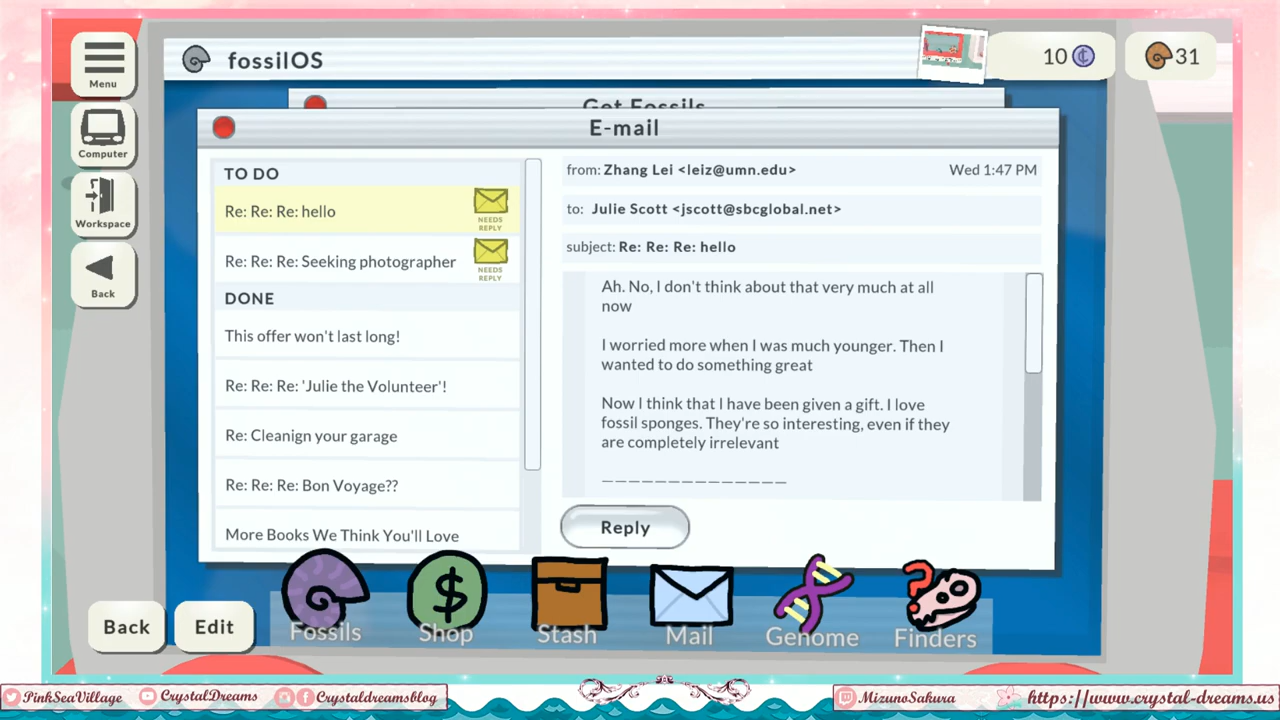 Menu
Computer
Workspace
Back
fossilOS
10
31
Get Fossils
E-mail
TO DO
Re: Re: Re: hello
NEEDS
REPLY
Re: Re: Re: Seeking photographer
NEEDS
REPLY
DONE
This offer won't last long!
Re: Re: Re: 'Julie the Volunteer'!
Re: Cleanign your garage
Re: Re: Re: Bon Voyage??
More Books We Think You'll Love
from: Zhang Lei <leiz@umn.edu>
Wed 1:47 PM
to: Julie Scott <jscott@sbcglobal.net>
subject: Re: Re: Re: hello
Ah. No, I don't think about that very much at all
now
I worried more when I was much younger. Then I
wanted to do something great
Now I think that I have been given a gift. I love
fossil sponges. They're so interesting, even if they
are completely irrelevant
— — — — — — — — — — — — — —
Reply
Back
Edit
Fossils
Shop
Stash
Mail
Genome
Finders
PinkSeaVillage
CrystalDreams
Crystaldreamsblog
MizunoSakura
https://www.crystal-dreams.us